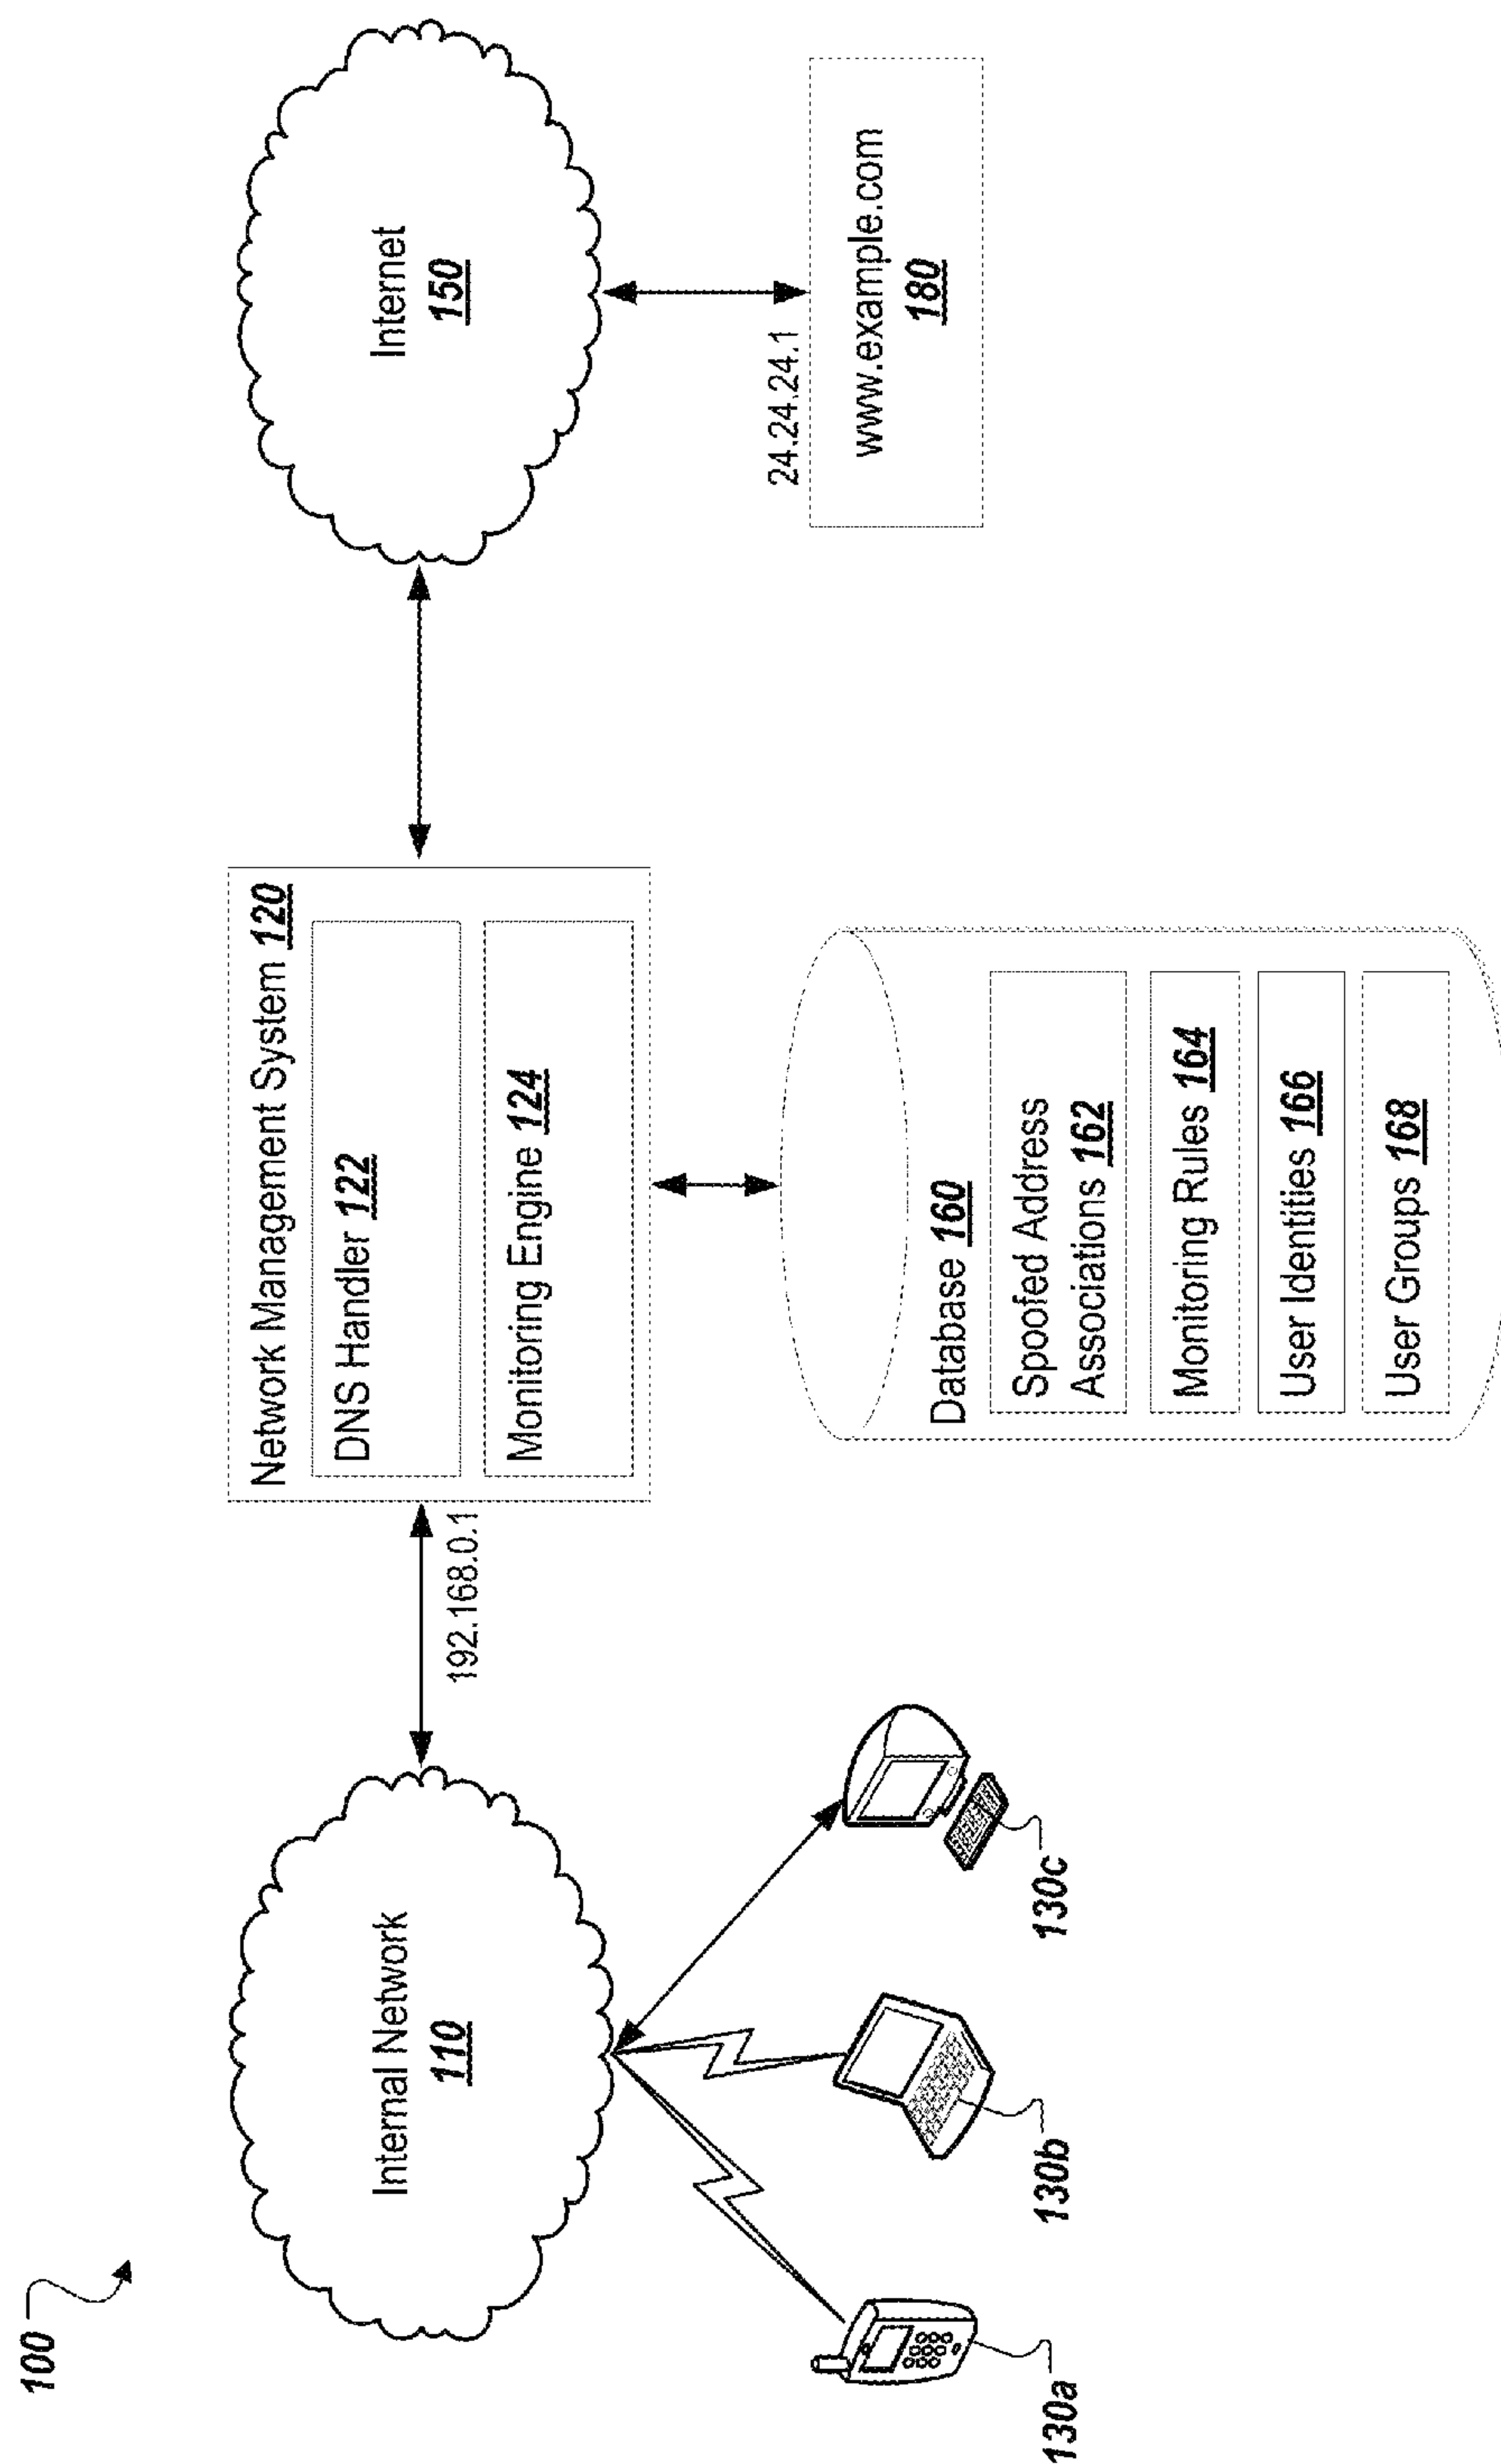 100
Internal Network
110
192.168.0.1
Network Management System 120
DNS Handler 122
Monitoring Engine 124
Internet
150
24.24.24.1
www.example.com
180
130a
130b
130c
Database 160
Spoofed Address
Associations 162
Monitoring Rules 164
User Identities 166
User Groups 168